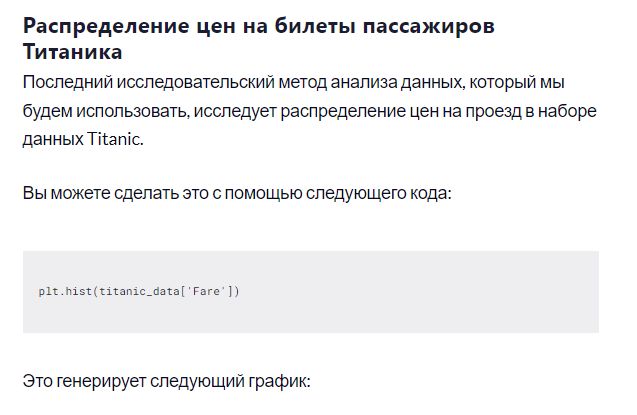 Распределение цен на билеты пассажиров
Титаника
Последний исследовательский метод анализа данных, который мы
будем использовать, исследует распределение цен на проезд в наборе
данных Titanic.
Вы можете сделать это с помощью следующего кода:
plt.hist(titanic_data['Fare'])
Это генерирует следующий график: